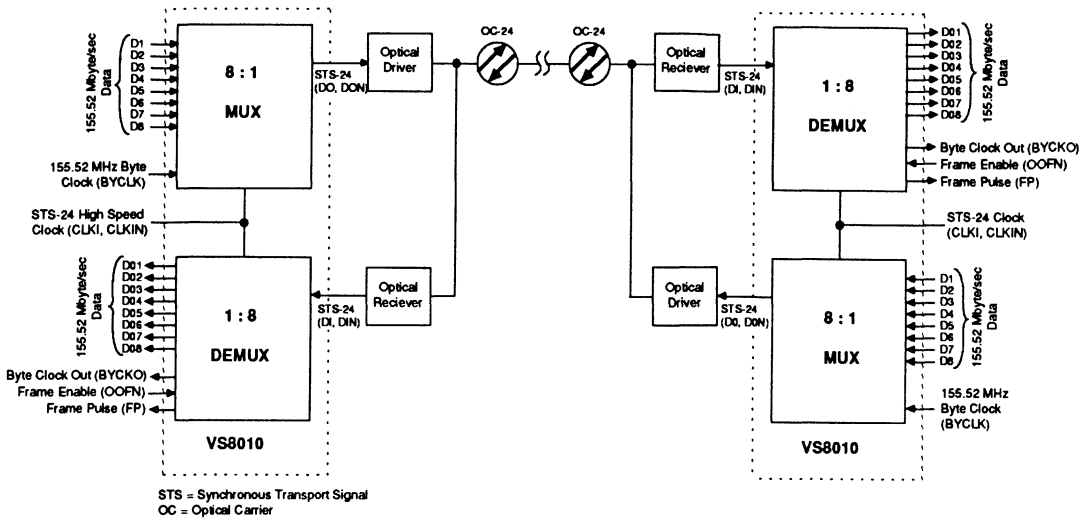 OC-24
OC-24
155.52 Mbyte/sec
Data
D1
D2
D3
D4
D5
D6
D7
D8
8 : 1
MUX
STS-24
(DO, DON)
Optical
Driver
155.52 MHz Byte
Clock (BYCLK)
STS-24 High Speed
Clock (CLKI, CLKIN)
155.52 Mbyte/sec
Data
D01
D02
D03
D04
D05
D06
D07
D08
1 : 8
DEMUX
STS-24
(DI, DIN)
Optical
Reciever
Byte Clock Out (BYCKO)
Frame Enable (OOFN)
Frame Pulse (FP)
VS8010
Optical
Reciever
STS-24
(DI, DIN)
1 : 8
DEMUX
D01
D02
D03
D04
D05
D06
D07
D08
155.52 Mbyte/sec
Data
Byte Clock Out (BYCKO)
Frame Enable (OOFN)
Frame Pulse (FP)
STS-24 Clock
(CLKI, CLKIN)
Optical
Driver
STS-24
(D0, D0N)
8 : 1
MUX
D1
D2
D3
D4
D5
D6
D7
D8
155.52 Mbyte/sec
Data
155.52 MHz
Byte Clock
(BYCLK)
VS8010
STS = Synchronous Transport Signal
OC = Optical Carrier